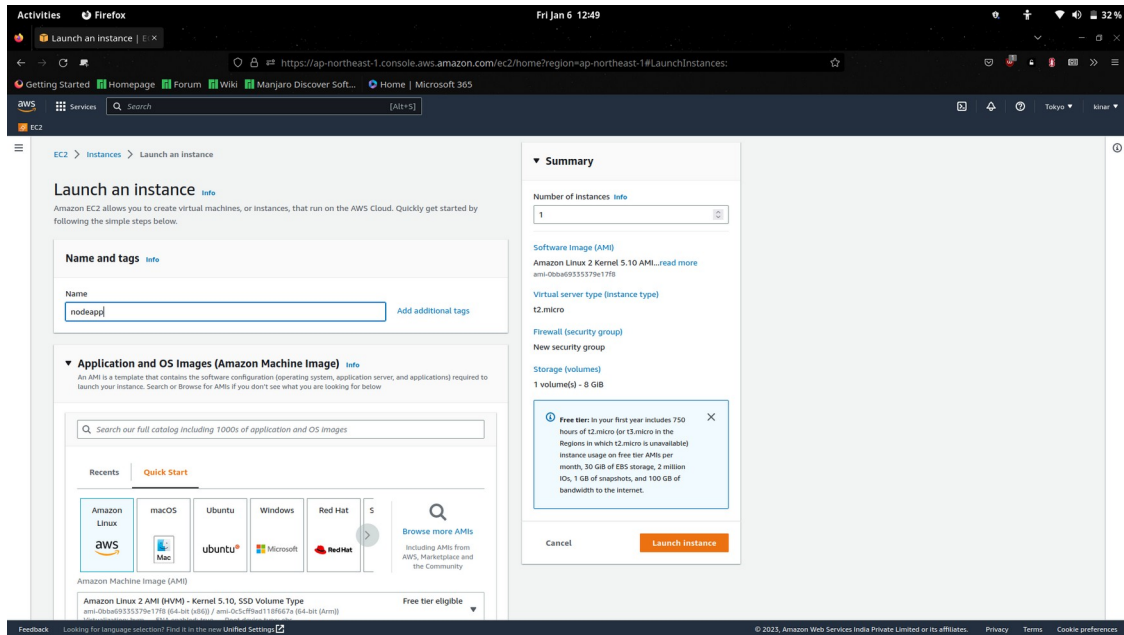 Activities
Firefox
Fri Jan 6 12:49
32 %
Launch an instance | E
https://ap-northeast-1.console.aws.amazon.com/ec2/home?region=ap-northeast-1#LaunchInstances:
Getting Started
Homepage
Forum
Wiki
Manjaro Discover Soft...
Home | Microsoft 365
aws
Services
Search
[Alt+S]
Tokyo
kinar
EC2
EC2 > Instances > Launch an instance
Launch an instance Info
Amazon EC2 allows you to create virtual machines, or instances, that run on the AWS Cloud. Quickly get started by
following the simple steps below.
Name and tags Info
Name
nodeapp
Add additional tags
Application and OS Images (Amazon Machine Image) Info
An AMI is a template that contains the software configuration (operating system, application server, and applications) required to
launch your instance. Search or Browse for AMIs if you don't see what you are looking for below
Search our full catalog including 1000s of application and OS images
Recents
Quick Start
Amazon
Linux
aws
macOS
Mac
Ubuntu
ubuntu
Windows
Microsoft
Red Hat
Red Hat
S
Browse more AMIs
Including AMIs from
AWS, Marketplace and
the Community
Amazon Machine Image (AMI)
Amazon Linux 2 AMI (HVM) - Kernel 5.10, SSD Volume Type
Free tier eligible
ami-0bba69335379e17f8 (64-bit (x86)) / ami-0c5cff9ad118f667a (64-bit (Arm))
Summary
Number of instances Info
1
Software Image (AMI)
Amazon Linux 2 Kernel 5.10 AMI...read more
ami-0bba69335379e17f8
Virtual server type (instance type)
t2.micro
Firewall (security group)
New security group
Storage (volumes)
1 volume(s) - 8 GiB
Free tier: In your first year includes 750
hours of t2.micro (or t3.micro in the
Regions in which t2.micro is unavailable)
instance usage on free tier AMIs per
month, 30 GiB of EBS storage, 2 million
IOs, 1 GB of snapshots, and 100 GB of
bandwidth to the internet.
Cancel
Launch instance
Feedback
Looking for language selection? Find it in the new Unified Settings
© 2023, Amazon Web Services India Private Limited or its affiliates.
Privacy
Terms
Cookie preferences